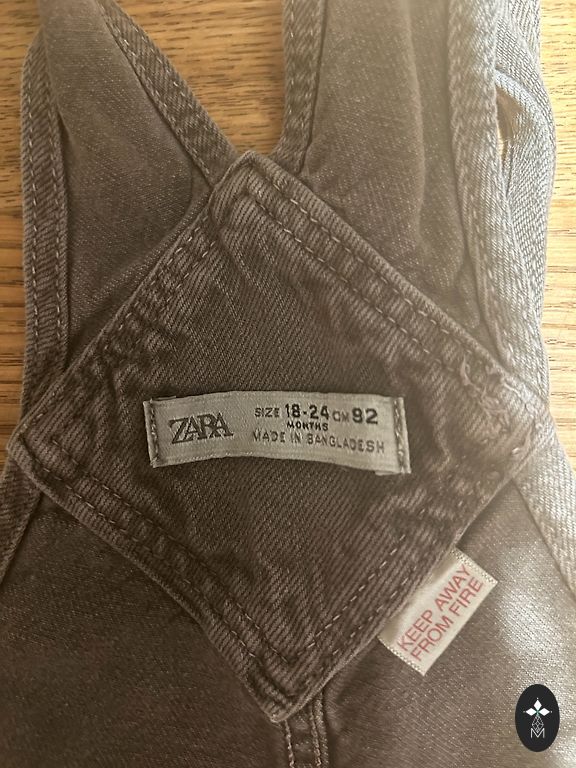 ZARA
SIZE 18-24 CM 92
MONTHS
MADE IN BANGLADESH
KEEP AWAY
FROM FIRE
M